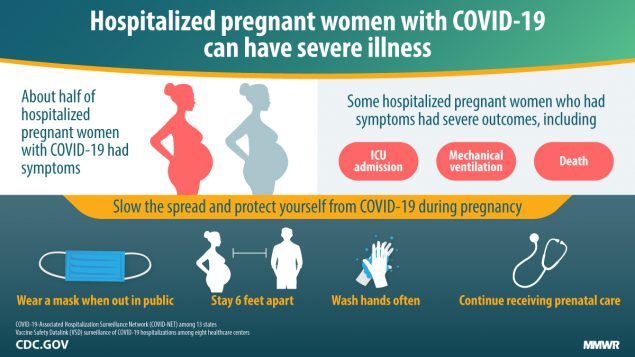 Hospitalized pregnant women with COVID-19
can have severe illness
About half of
hospitalized
pregnant women
with COVID-19 had
symptoms
Some hospitalized pregnant women who had
symptoms had severe outcomes, including
ICU
admission
Mechanical
ventilation
Death
Slow the spread and protect yourself from COVID-19 during pregnancy
Wear a mask when out in public
Stay 6 feet apart
Wash hands often
Continue receiving prenatal care
COVID-19-Associated Hospitalization Surveillance Network (COVID-NET) among 13 states
Vaccine Safety Datalink (VSD) surveillance of COVID-19 hospitalizations among eight healthcare centers
CDC.GOV
MMWR